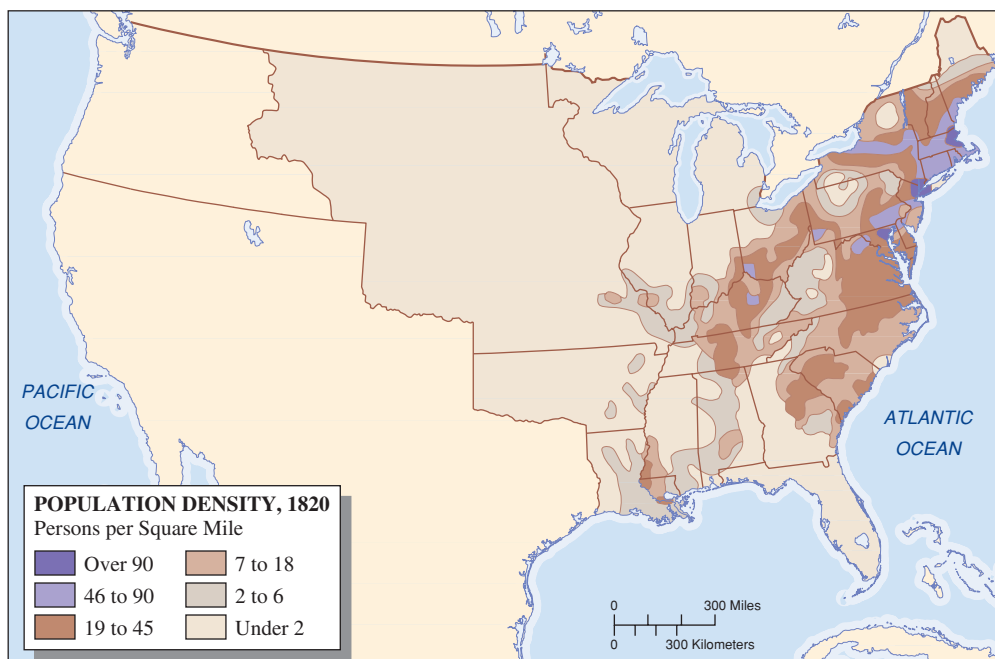 PACIFIC
OCEAN
ATLANTIC
OCEAN
POPULATION DENSITY, 1820
Persons per Square Mile
Over 90
46 to 90
19 to 45
7 to 18
2 to 6
Under 2
0 300 Miles
0 300 Kilometers